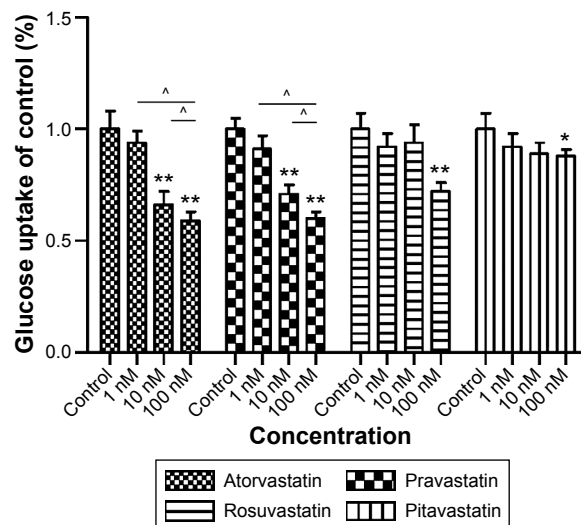 Glucose uptake of control (%)
1.5
1.0
0.5
0.0
^
^
**
**
^
^
**
**
**
*
Control
1 nM
10 nM
100 nM
Control
1 nM
10 nM
100 nM
Control
1 nM
10 nM
100 nM
Control
1 nM
10 nM
100 nM
Concentration
Atorvastatin Pravastatin
Rosuvastatin Pitavastatin